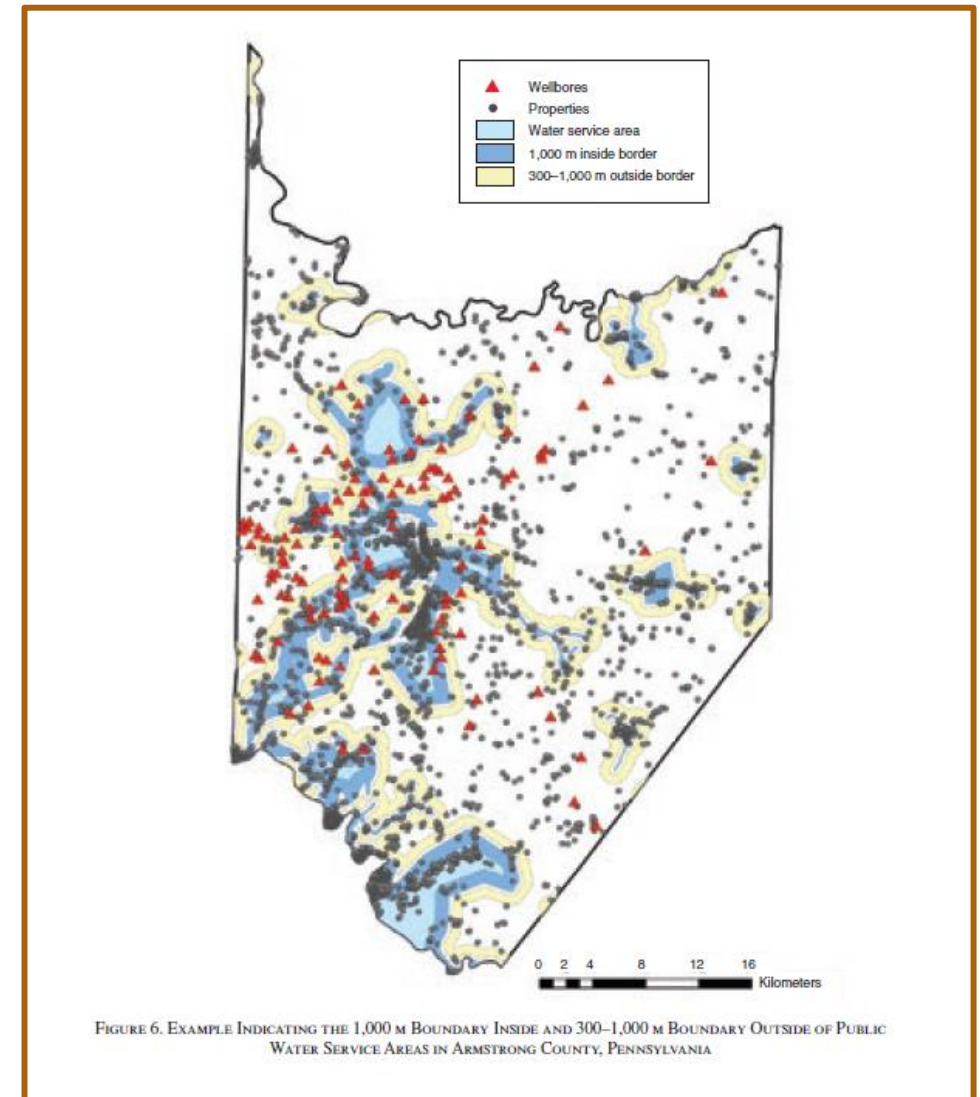 Wellbores
Properties
Water service area
1,000 m inside border
300–1,000 m outside border
0 2 4 8 12 16
Kilometers
FIGURE 6. EXAMPLE INDICATING THE 1,000 M BOUNDARY INSIDE AND 300–1,000 M BOUNDARY OUTSIDE OF PUBLIC
WATER SERVICE AREAS IN ARMSTRONG COUNTY, PENNSYLVANIA